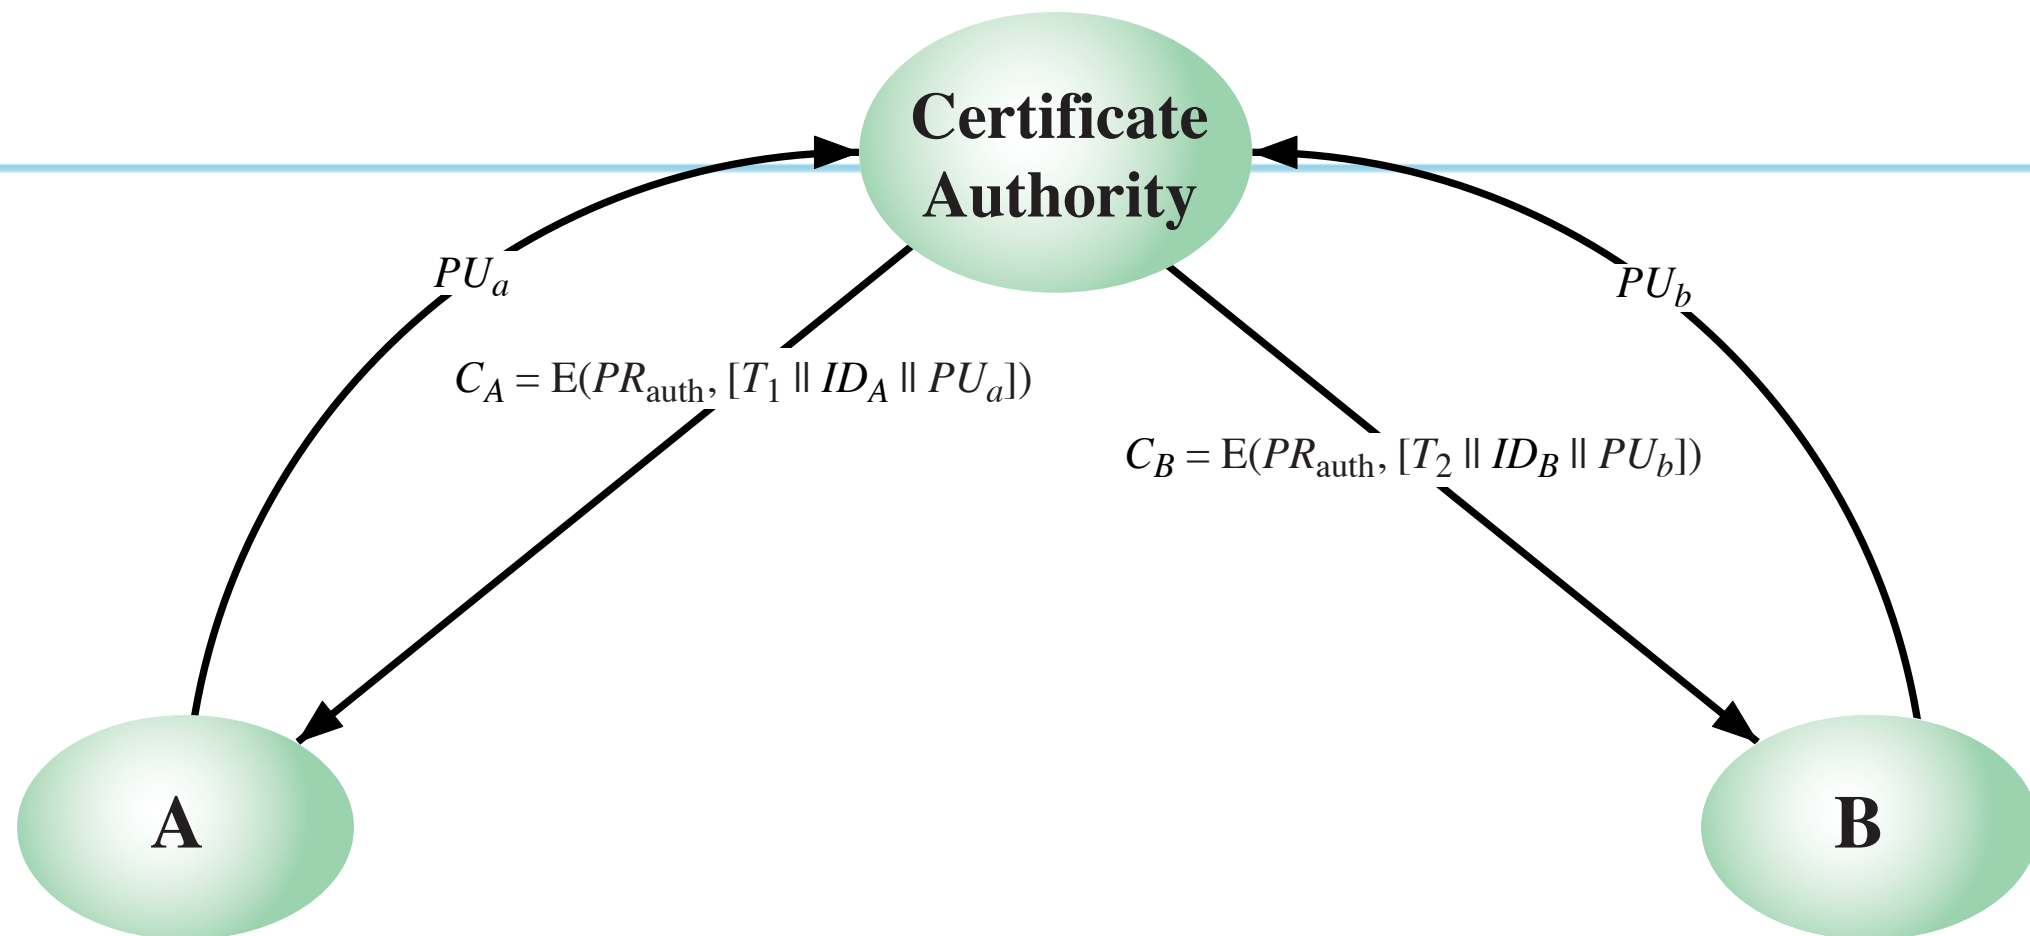 Certificate
Authority
PUa
PUb
CA = E(PRauth, [T1 || IDA || PUa])
CB = E(PRauth, [T2 || IDB || PUb])
A
B